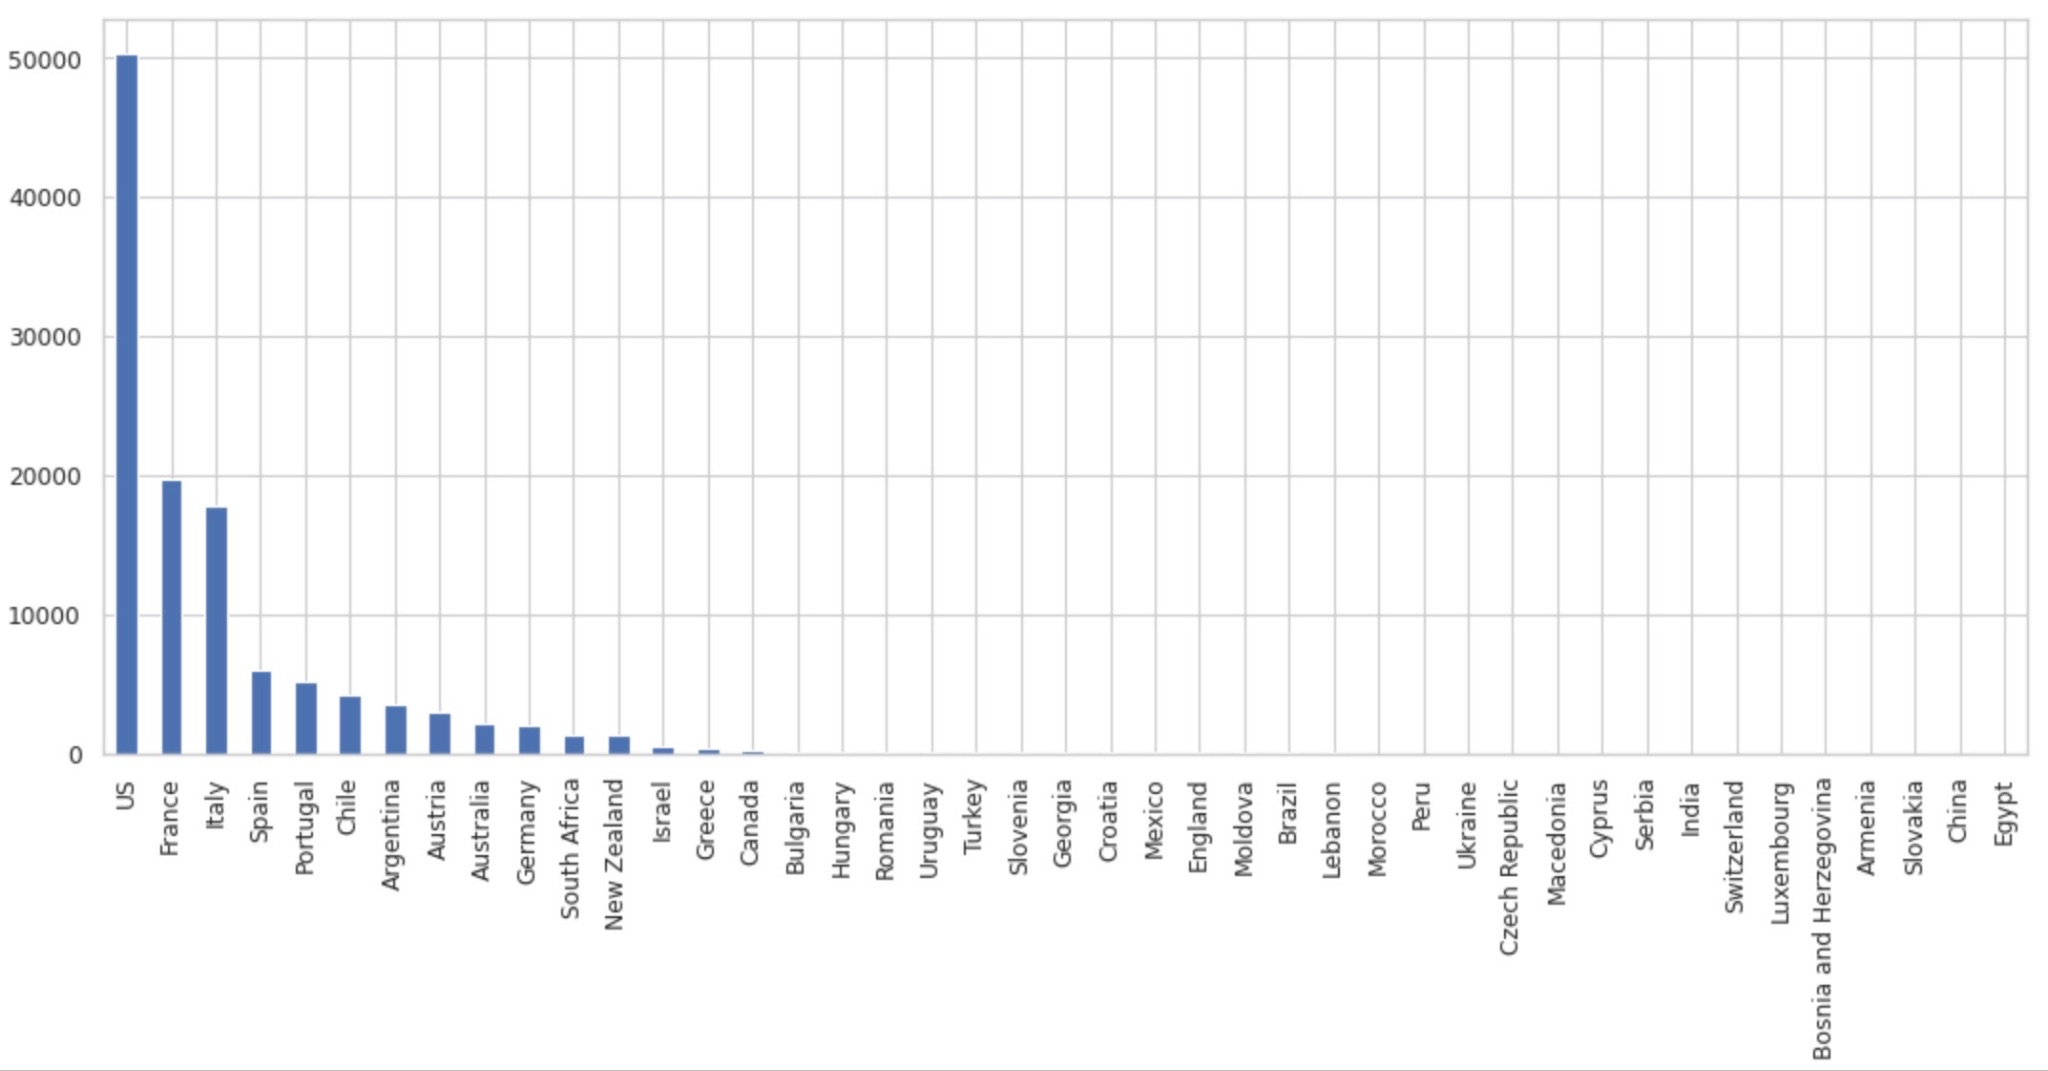 50000
40000
30000
20000
10000
0
US
France
Italy
Spain
Portugal
Chile
Argentina
Austria
Australia
Germany
South Africa
New Zealand
Israel
Greece
Canada
Bulgaria
Hungary
Romania
Uruguay
Turkey
Slovenia
Georgia
Croatia
Mexico
England
Moldova
Brazil
Lebanon
Morocco
Peru
Ukraine
Czech Republic
Macedonia
Cyprus
Serbia
India
Switzerland
Luxembourg
Bosnia and Herzegovina
Armenia
Slovakia
China
Egypt